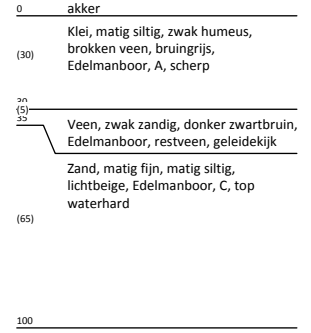 0 akker
Klei, matig siltig, zwak humeus,
brokken veen, bruingrijs,
(30)
Edelmanboor, A, scherp
30
(5)
35
Veen, zwak zandig, donker zwartbruin,
Edelmanboor, restveen, geleidekijk
Zand, matig fijn, matig siltig,
lichtbeige, Edelmanboor, C, top
waterhard
(65)
100